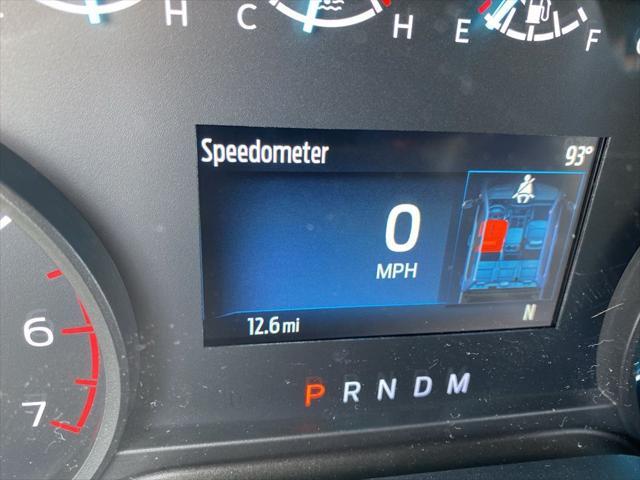 H C H E F
Speedometer 93°
0
MPH
12.6 mi N
6
7
P R N D M